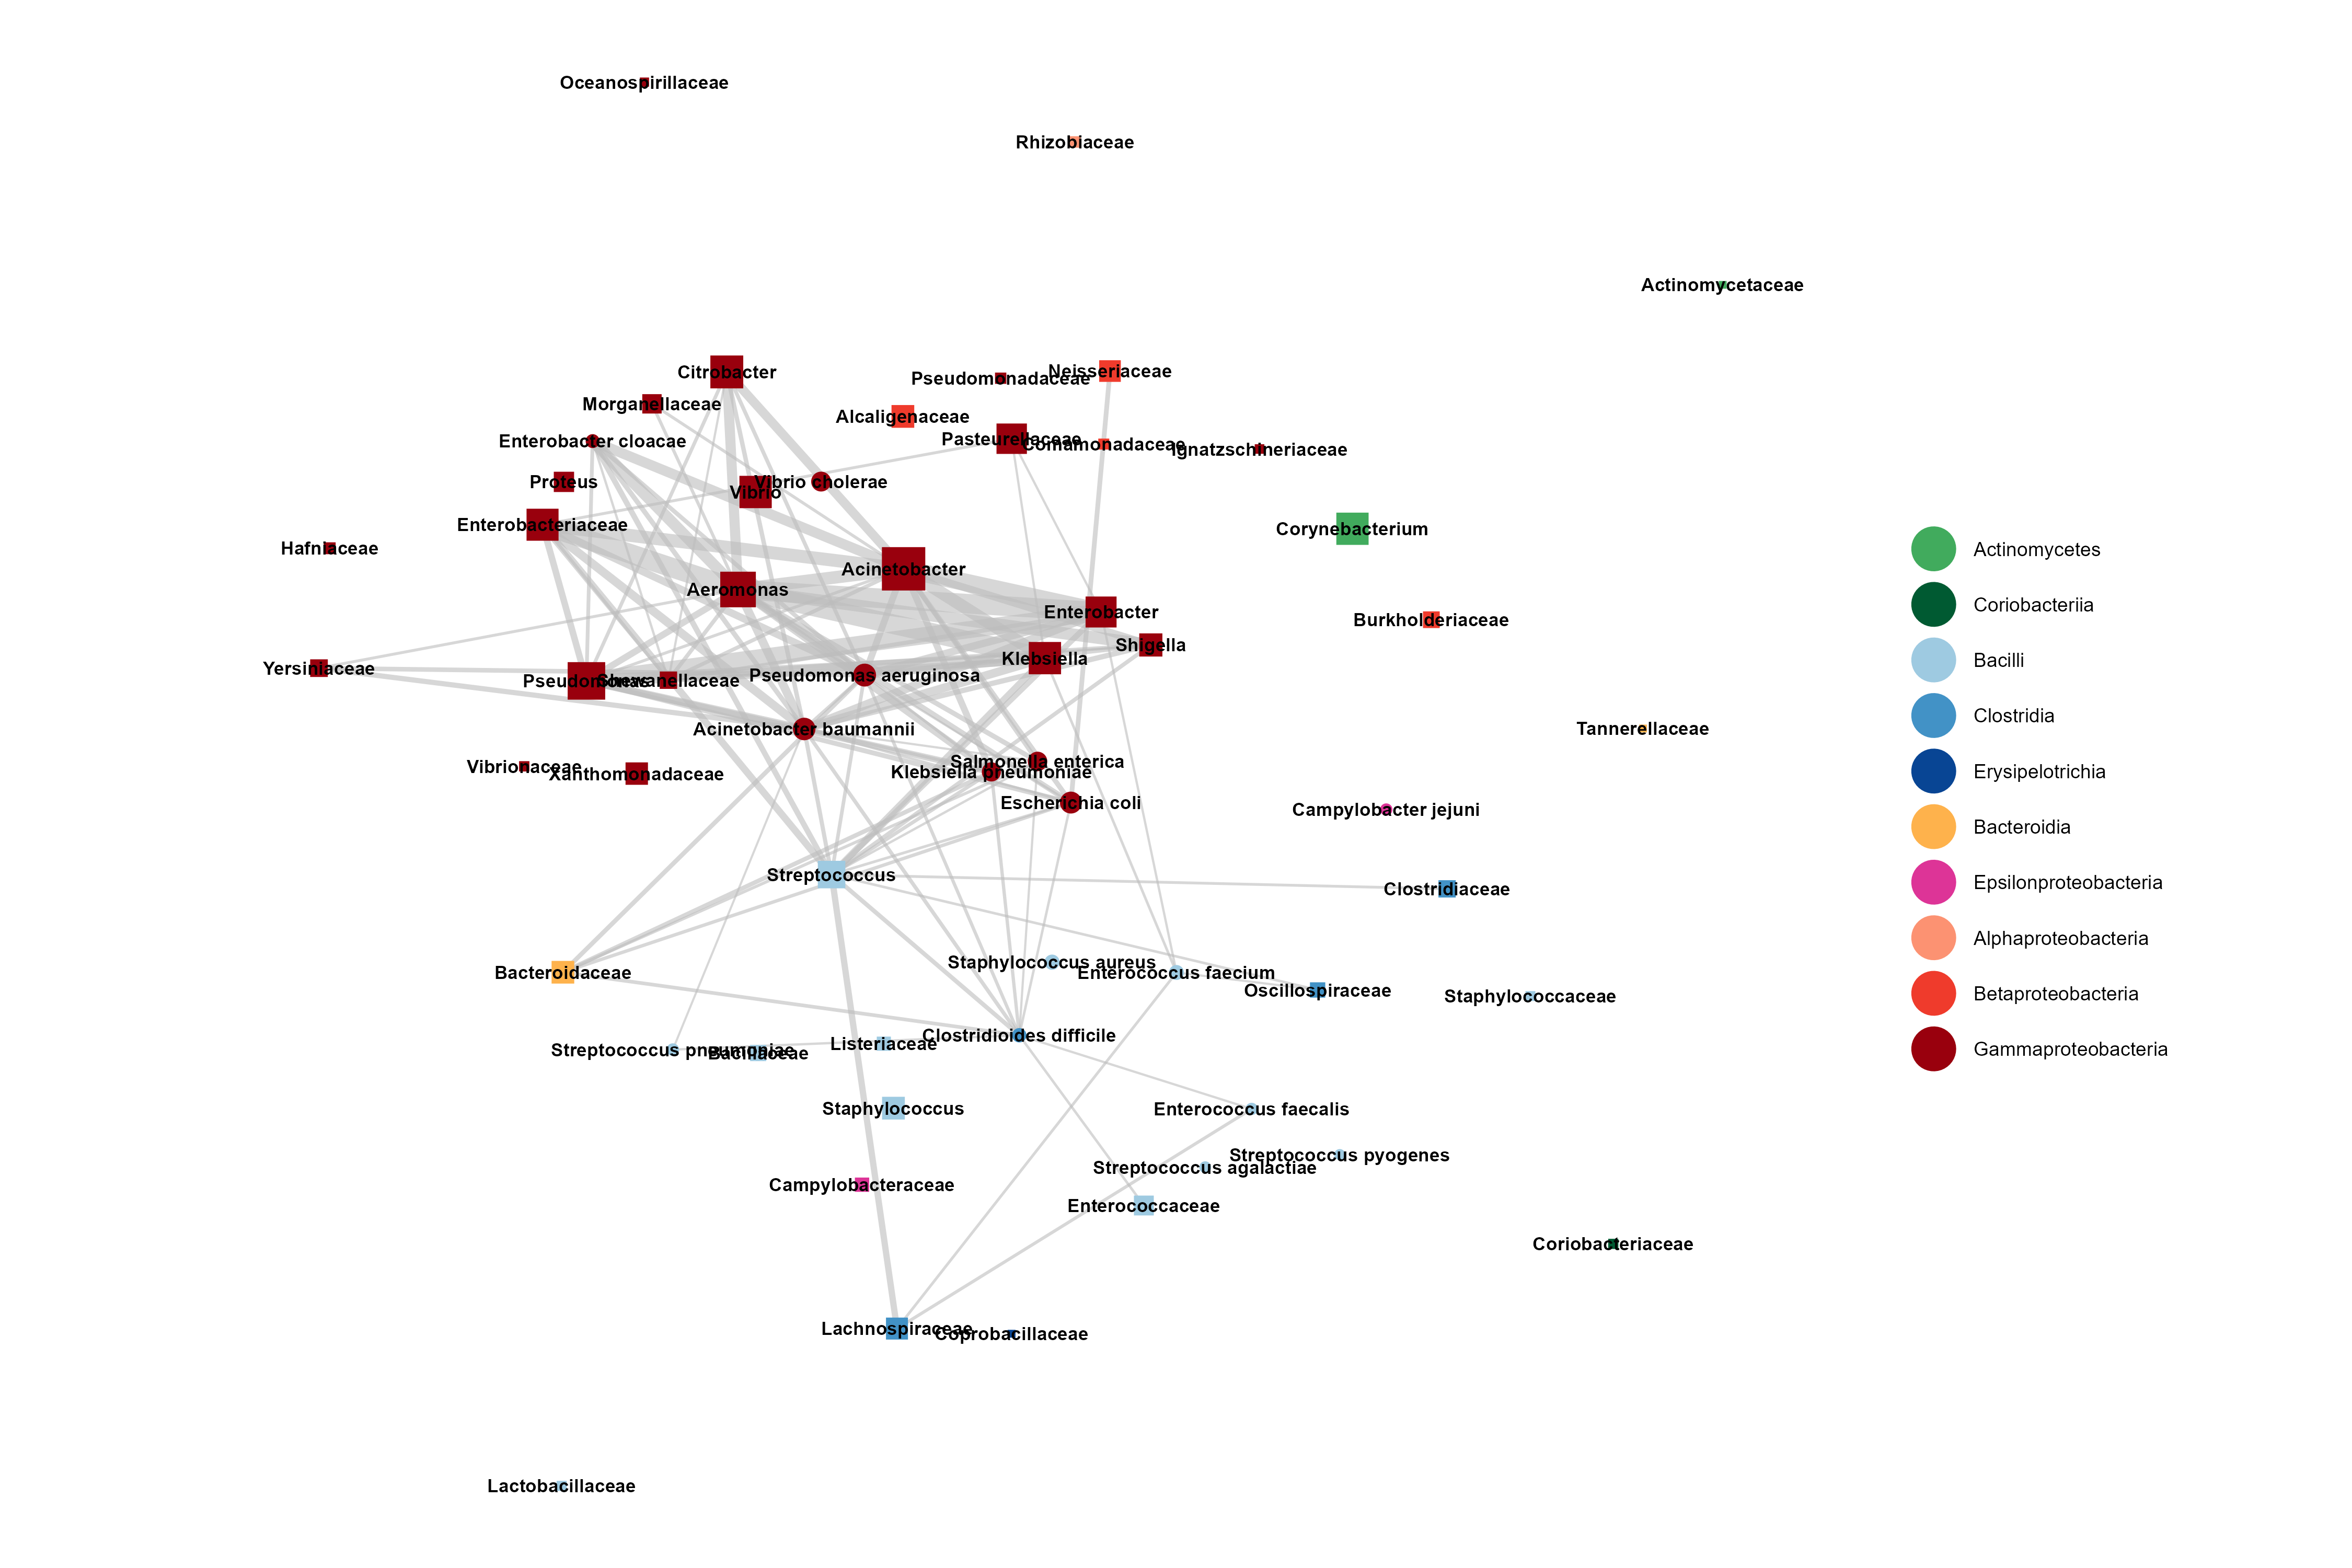 Oceanospirillaceae
Rhizobiaceae
Actinomycetaceae
Citrobacter
Pseudomonadaceae
Neisseriaceae
Morganellaceae
Alcaligenaceae
Enterobacter cloacae
Pasteurellaceae
Comamonadaceae
Ignatzschineriaceae
Proteus
Vibrio cholerae
Vibrio
Enterobacteriaceae
Corynebacterium
Hafniaceae
Acinetobacter
Aeromonas
Enterobacter
Burkholderiaceae
Shigella
Klebsiella
Yersiniaceae
Pseudomonas
Shewanellaceae
Pseudomonas aeruginosa
Acinetobacter baumannii
Tannerellaceae
Vibrionaceae
Xanthomonadaceae
Salmonella enterica
Klebsiella pneumoniae
Escherichia coli
Campylobacter jejuni
Streptococcus
Clostridiaceae
Staphylococcus aureus
Bacteroidaceae
Enterococcus faecium
Oscillospiraceae
Staphylococcaceae
Clostridioides difficile
Listeriaceae
Streptococcus pneumoniae
Bacillaceae
Staphylococcus
Enterococcus faecalis
Streptococcus pyogenes
Streptococcus agalactiae
Campylobacteraceae
Enterococcaceae
Coriobacteriaceae
Lachnospiraceae
Coprobacillaceae
Lactobacillaceae
Actinomycetes
Coriobacteriia
Bacilli
Clostridia
Erysipelotrichia
Bacteroidia
Epsilonproteobacteria
Alphaproteobacteria
Betaproteobacteria
Gammaproteobacteria